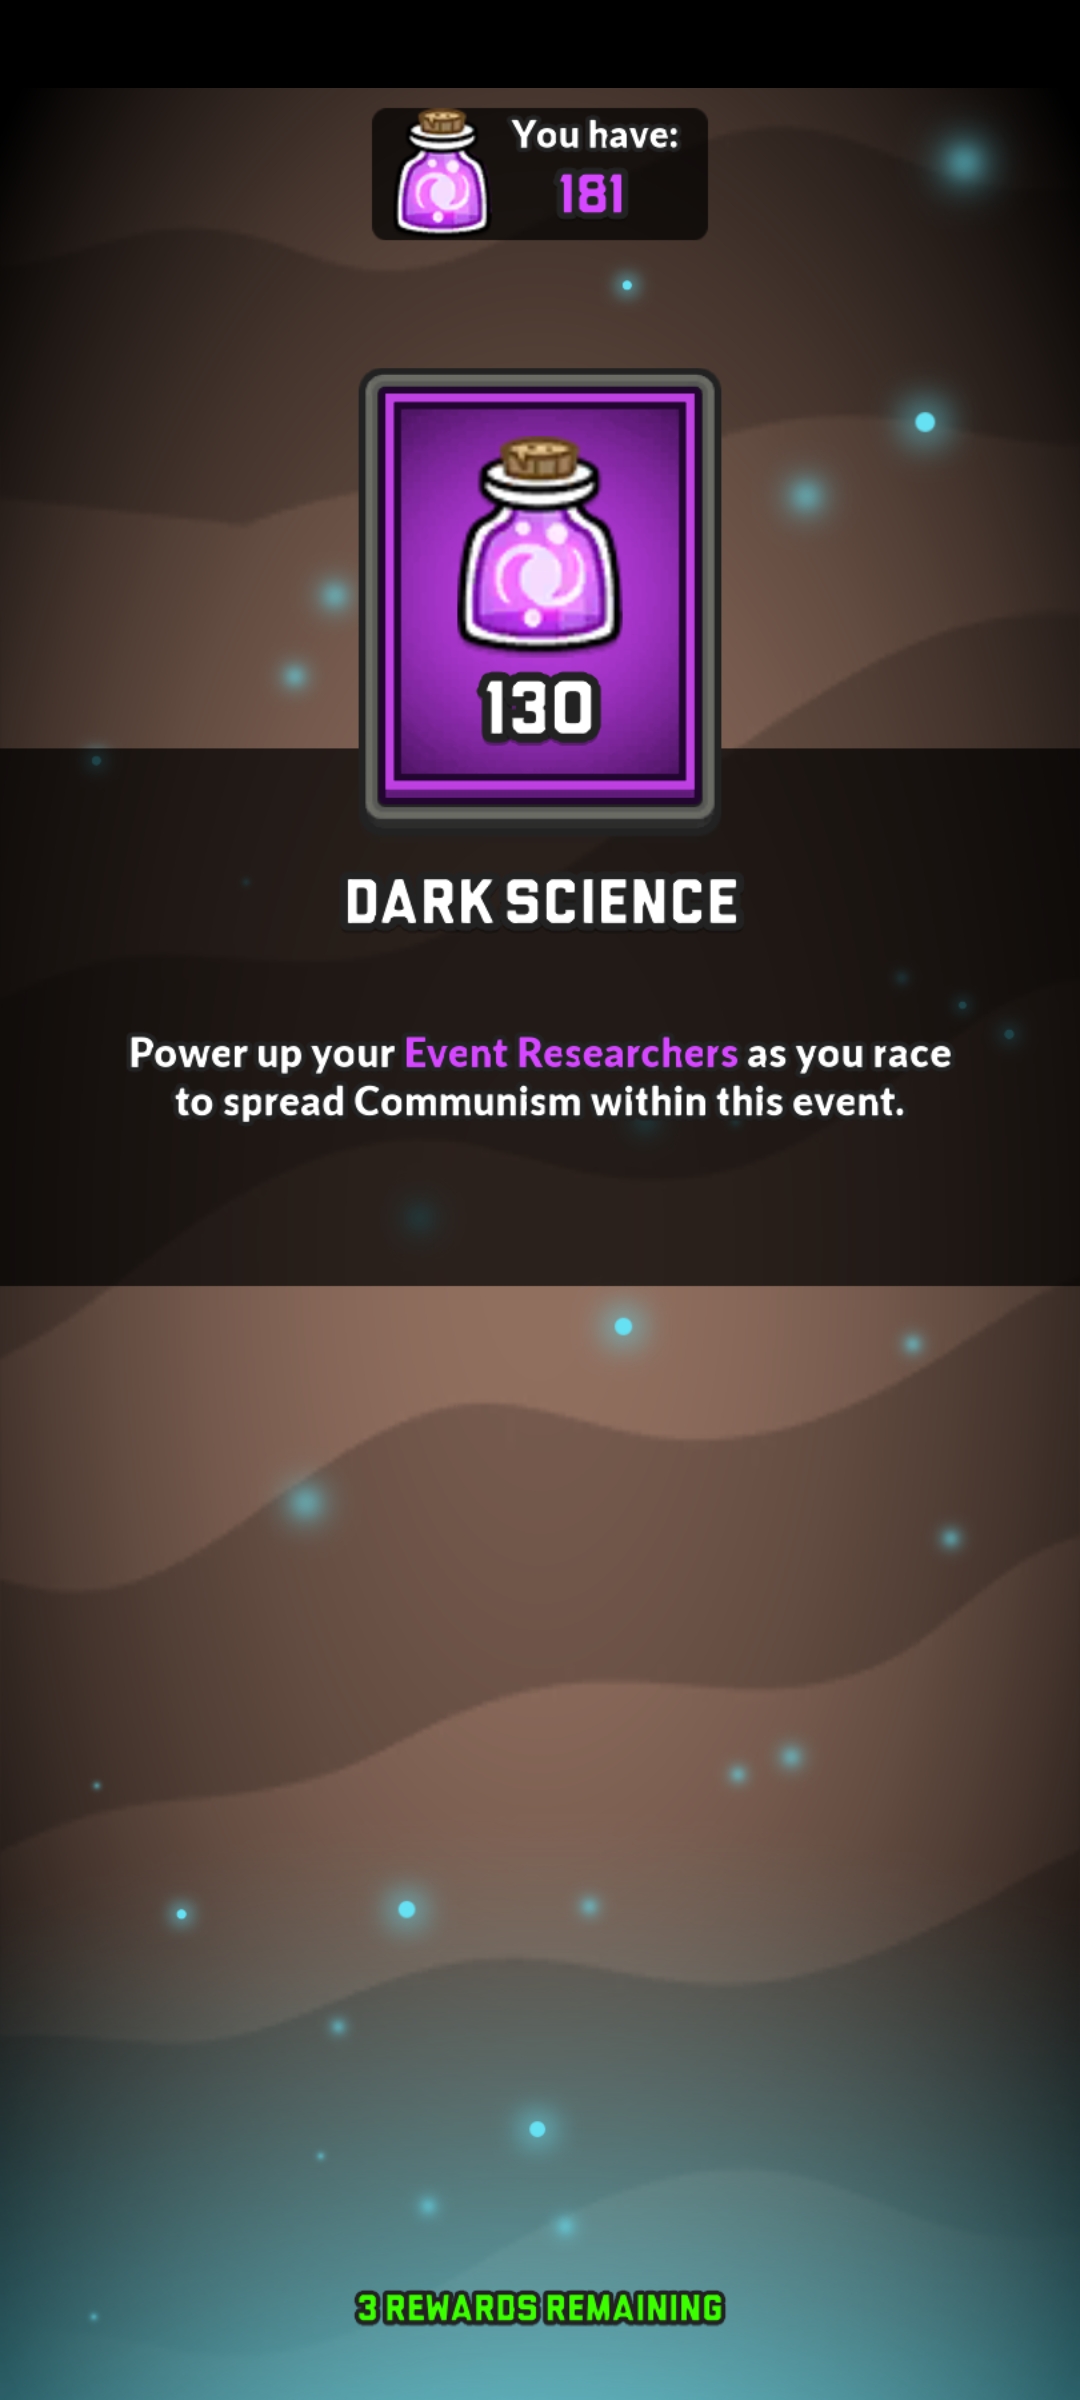 You have:
181
130
DARK SCIENCE
Power up your Event Researchers as you race
to spread Communism within this event.
3 REWARDS REMAINING